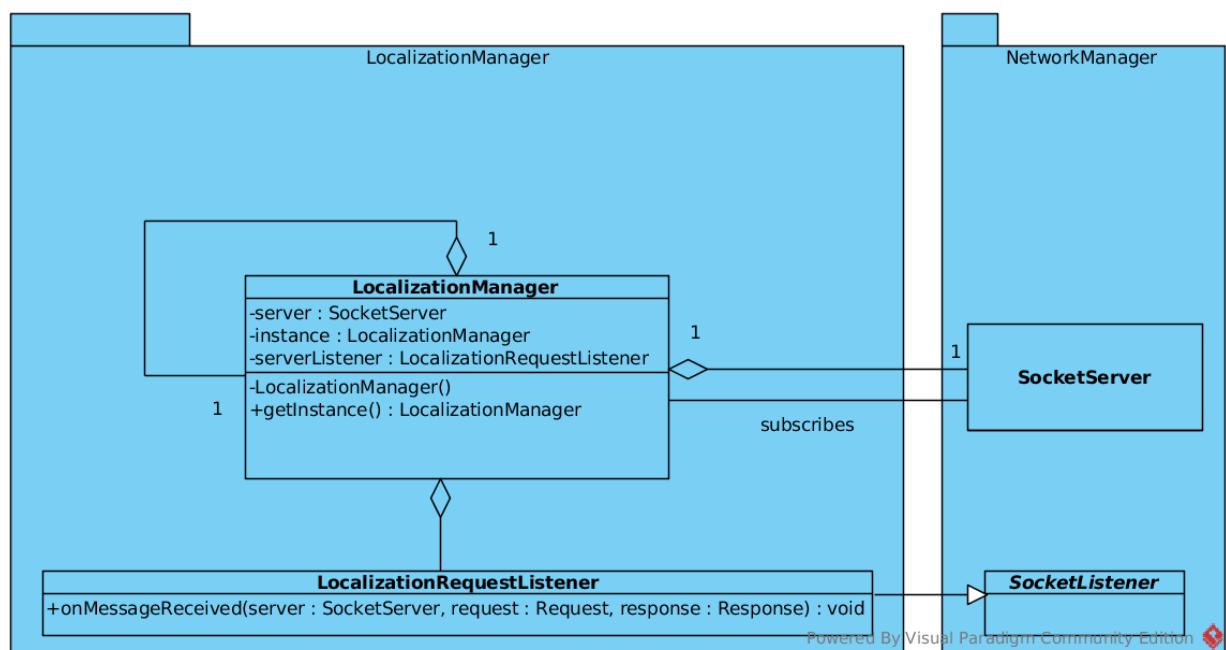 LocalizationManager
NetworkManager
1
LocalizationManager
-server : SocketServer
-instance : LocalizationManager
-serverListener : LocalizationRequestListener
-LocalizationManager()
+getInstance() : LocalizationManager
1
1
1
SocketServer
subscribes
LocalizationRequestListener
+onMessageReceived(server : SocketServer, request : Request, response : Response) : void
SocketListener
Powered By Visual Paradigm Community Edition